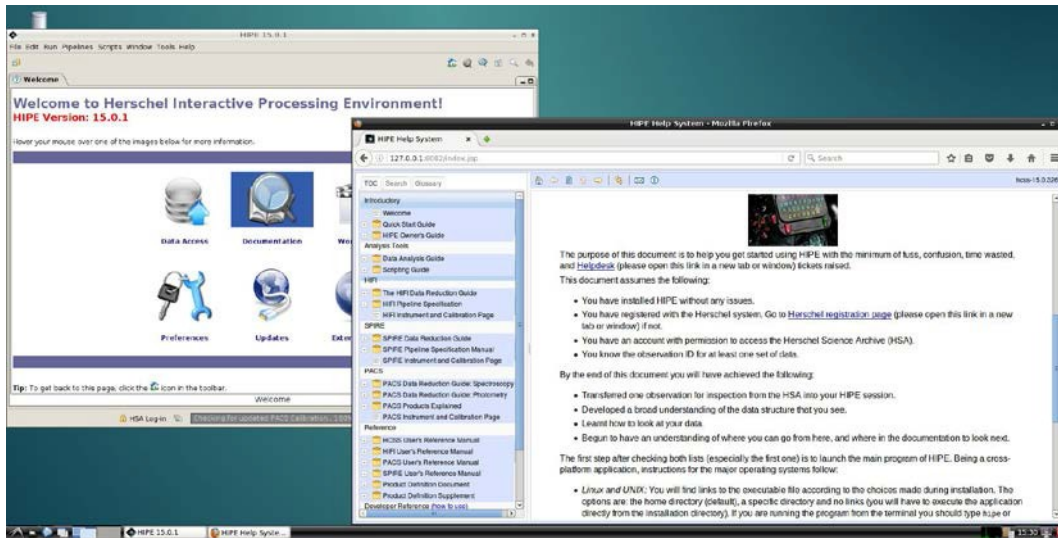 HIPE 15.0.1
File Edit Run Pipelines Scripts Window Tools Help
Welcome
Welcome to Herschel Interactive Processing Environment!
HIPE Version: 15.0.1
Hover your mouse over one of the images below for more information.
Data Access
Documentation
Preferences
Updates
Tip: To get back to this page, click the icon in the toolbar.
Welcome
HSA Log-in
Checking for updated PACS Calibration
HIPE Help System - Mozilla Firefox
HIPE Help System
127.0.0.1:6082/index.jsp
Search
TOC Search Glossary
hcss-15.0.
Introductory
Welcome
Quick Start Guide
HIPE Owner's Guide
Analysis Tools
Data Analysis Guide
Scripting Guide
HIFI
The HIFI Data Reduction Guide
HIFI Pipeline Specification
HIFI Instrument and Calibration Page
SPIRE
SPIRE Data Reduction Guide
SPIRE Pipeline Specification Manual
SPIRE Instrument and Calibration Page
PACS
PACS Data Reduction Guide: Spectroscopy
PACS Data Reduction Guide: Photometry
PACS Products Explained
PACS Instrument and Calibration Page
Reference
HCSS User's Reference Manual
HIFI User's Reference Manual
PACS User's Reference Manual
SPIRE User's Reference Manual
Product Definition Document
Product Definition Supplement
Developer Reference (how to use)
The purpose of this document is to help you get started using HIPE with the minimum of fuss, confusion, time wasted,
and Helpdesk (please open this link in a new tab or window) tickets raised.
This document assumes the following:
• You have installed HIPE without any issues.
• You have registered with the Herschel system. Go to Herschel registration page (please open this link in a new
tab or window) if not.
• You have an account with permission to access the Herschel Science Archive (HSA).
• You know the observation ID for at least one set of data.
By the end of this document you will have achieved the following:
• Transferred one observation for inspection from the HSA into your HIPE session.
• Developed a broad understanding of the data structure that you see.
• Learnt how to look at your data
• Begun to have an understanding of where you can go from here, and where in the documentation to look next.
The first step after checking both lists (especially the first one) is to launch the main program of HIPE. Being a cross-
platform application, instructions for the major operating systems follow:
• Linux and UNIX: You will find links to the executable file according to the choices made during installation. The
options are: the home directory (default), a specific directory and no links (you will have to execute the application
directly from the installation directory). If you are running the program from the terminal you should type hipe or
HIPE 15.0.1
HIPE Help Syste...
15:30